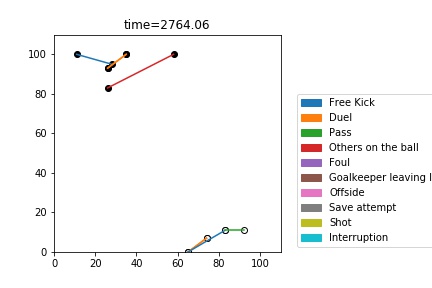 time=2764.06
100
80
60
40
20
0
0 20 40 60 80 100
Free Kick
Duel
Pass
Others on the ball
Foul
Goalkeeper leaving l
Offside
Save attempt
Shot
Interruption